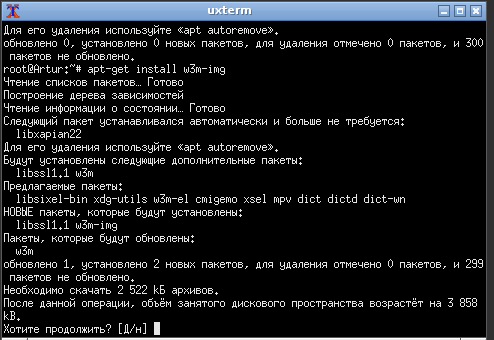 uxterm
Для его удаления используйте «apt autoremove».
обновлено 0, установлено 0 новых пакетов, для удаления отмечено 0 пакетов, и 300
 пакетов не обновлено.
root@Artur:~# apt-get install w3m-img
Чтение списков пакетов… Готово
Построение дерева зависимостей
Чтение информации о состоянии… Готово
Следующий пакет устанавливался автоматически и больше не требуется:
  libxapian22
Для его удаления используйте «apt autoremove».
Будут установлены следующие дополнительные пакеты:
  libssl1.1 w3m
Предлагаемые пакеты:
  libsixel-bin xdg-utils w3m-el cmigemo xsel mpv dict dictd dict-wn
НОВЫЕ пакеты, которые будут установлены:
  libssl1.1 w3m-img
Пакеты, которые будут обновлены:
  w3m
обновлено 1, установлено 2 новых пакетов, для удаления отмечено 0 пакетов, и 299
 пакетов не обновлено.
Необходимо скачать 2 522 kБ архивов.
После данной операции, объём занятого дискового пространства возрастёт на 3 858
kB.
Хотите продолжить? [Д/н]